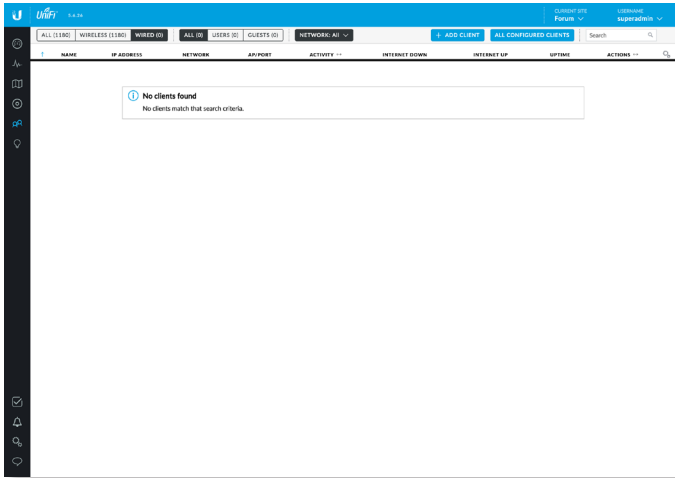 CURRENT SITE USERNAME
UniFi 5.6.26 Forum superadmin
ALL (1180) WIRELESS (1180) WIRED (0) ALL (0) USERS (0) GUESTS (0) NETWORK: All + ADD CLIENT ALL CONFIGURED CLIENTS Search
NAME IP ADDRESS NETWORK AP/PORT ACTIVITY INTERNET DOWN INTERNET UP UPTIME ACTIONS
No clients found
No clients match that search criteria.